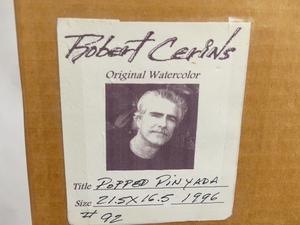 Robert Cerins
Original Watercolor
Title POPPED PINYADA
Size 21.5X16.5 1996
# 92